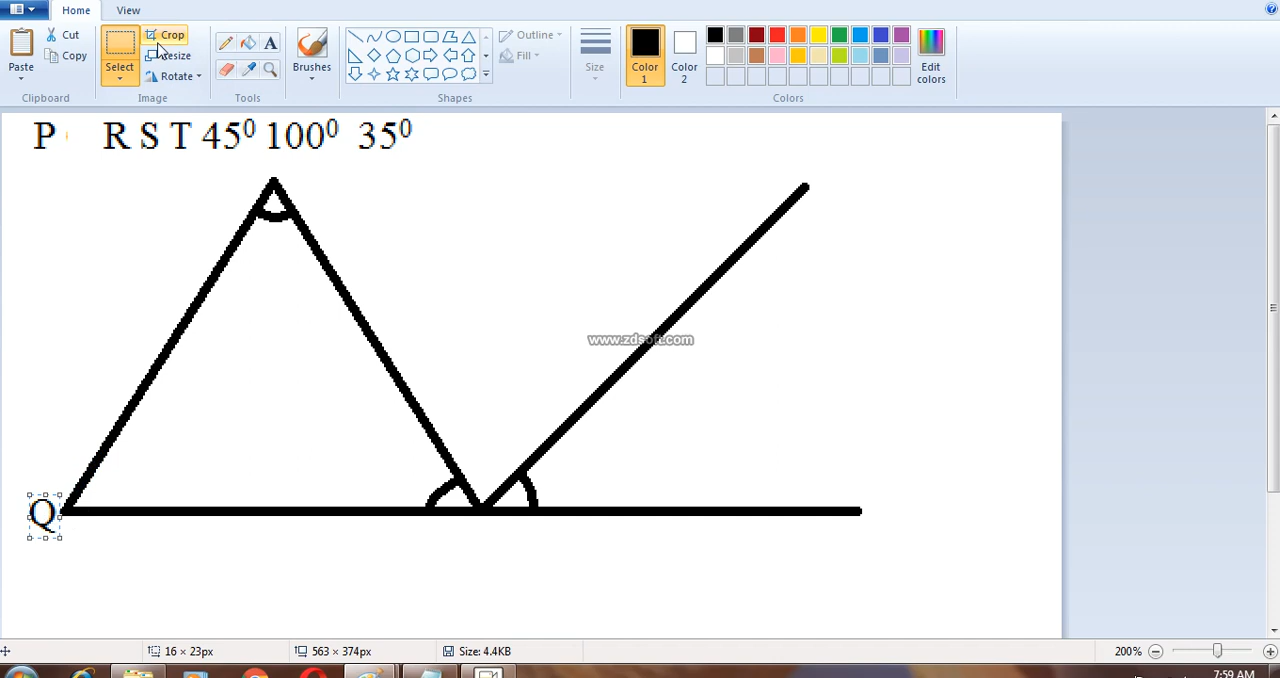 Home
View
Cut
Copy
Paste
Clipboard
Crop
Resize
Rotate
Select
Image
Tools
Brushes
Shapes
Outline
Fill
Size
Color
1
Color
2
Edit
colors
Colors
P R S T 45⁰ 100⁰ 35⁰
www.zdsoft.com
Q
16 × 23px
563 × 374px
Size: 4.4KB
200%
7:59 AM